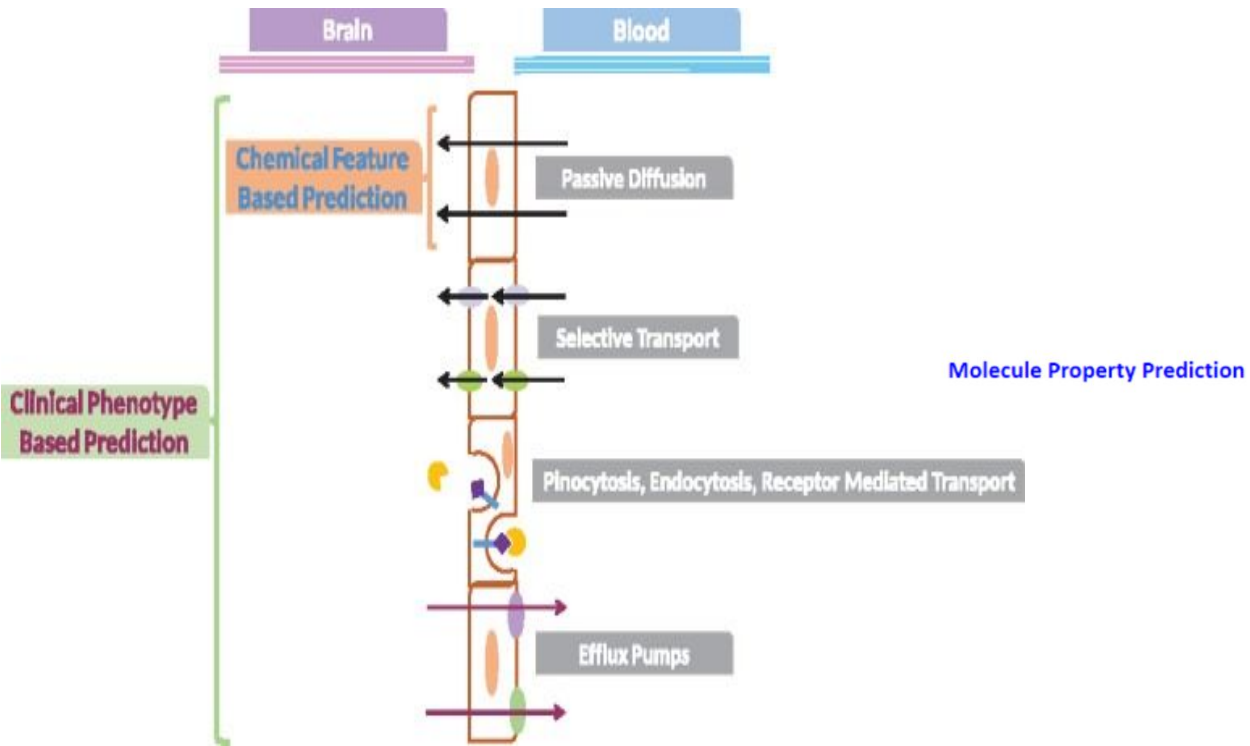 Brain
Blood
Chemical Feature
Based Prediction
Passive Diffusion
Selective Transport
Molecule Property Prediction
Clinical Phenotype
Based Prediction
Pinocytosis, Endocytosis, Receptor Mediated Transport
Efflux Pumps